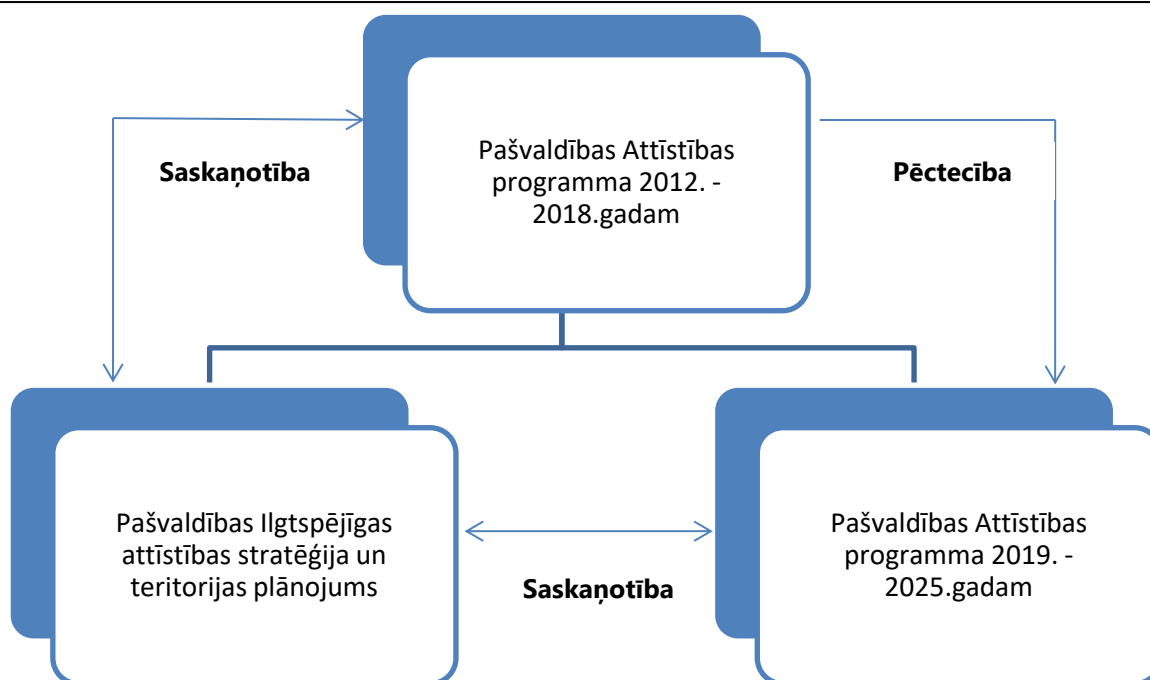 Pašvaldības Attīstības
programma 2012. -
2018.gadam
Saskaņotība
Pēctecība
Pašvaldības Ilgtspējīgas
attīstības stratēģija un
teritorijas plānojums
Saskaņotība
Pašvaldības Attīstības
programma 2019. -
2025.gadam